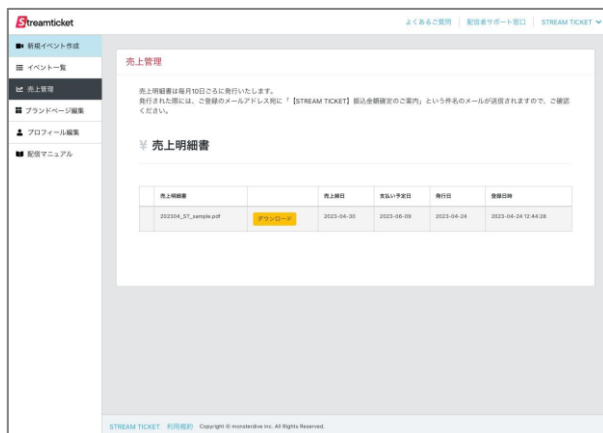 Streamticket
よくあるご質問
配信者サポート窓口
STREAM TICKET
新規イベント作成
イベント一覧
売上管理
ブランドページ編集
プロフィール編集
配信マニュアル
売上管理
売上明細書は毎月10日ごろに発行いたします。
発行された際には、ご登録のメールアドレス宛に「【STREAM TICKET】振込金額確定のご案内」という件名のメールが送信されますので、ご確認
ください。
¥ 売上明細書
売上明細書 売上締日 支払い予定日 発行日 登録日時
202304_ST_sample.pdf ダウンロード 2023-04-30 2023-06-09 2023-04-24 2023-04-24 12:44:28
STREAM TICKET 利用規約 Copyright © monsterdive Inc. All Rights Reserved.